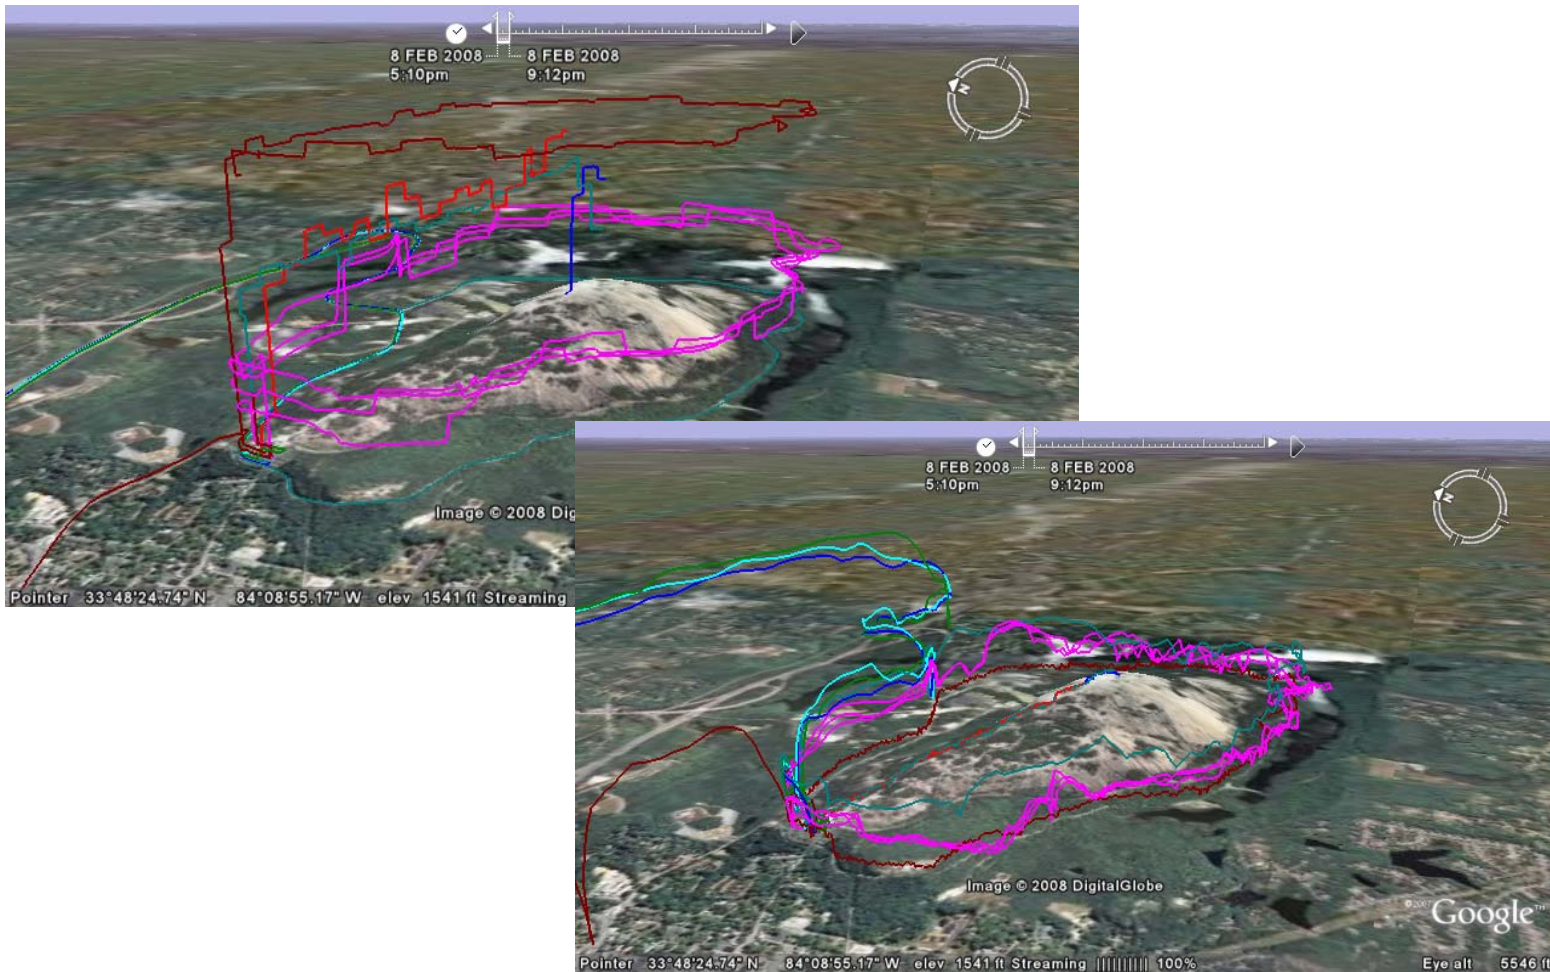 8 FEB 2008 8 FEB 2008
5:10pm 9:12pm
N
Image © 2008 Dig
Pointer 33°48'24.74" N 84°08'55.17" W elev 1541 ft Streaming
8 FEB 2008 8 FEB 2008
5:10pm 9:12pm
N
Image © 2008 DigitalGlobe
©2007 Google™
Pointer 33°48'24.74" N 84°08'55.17" W elev 1541 ft Streaming ||||||||| 100% Eye alt 5546 ft